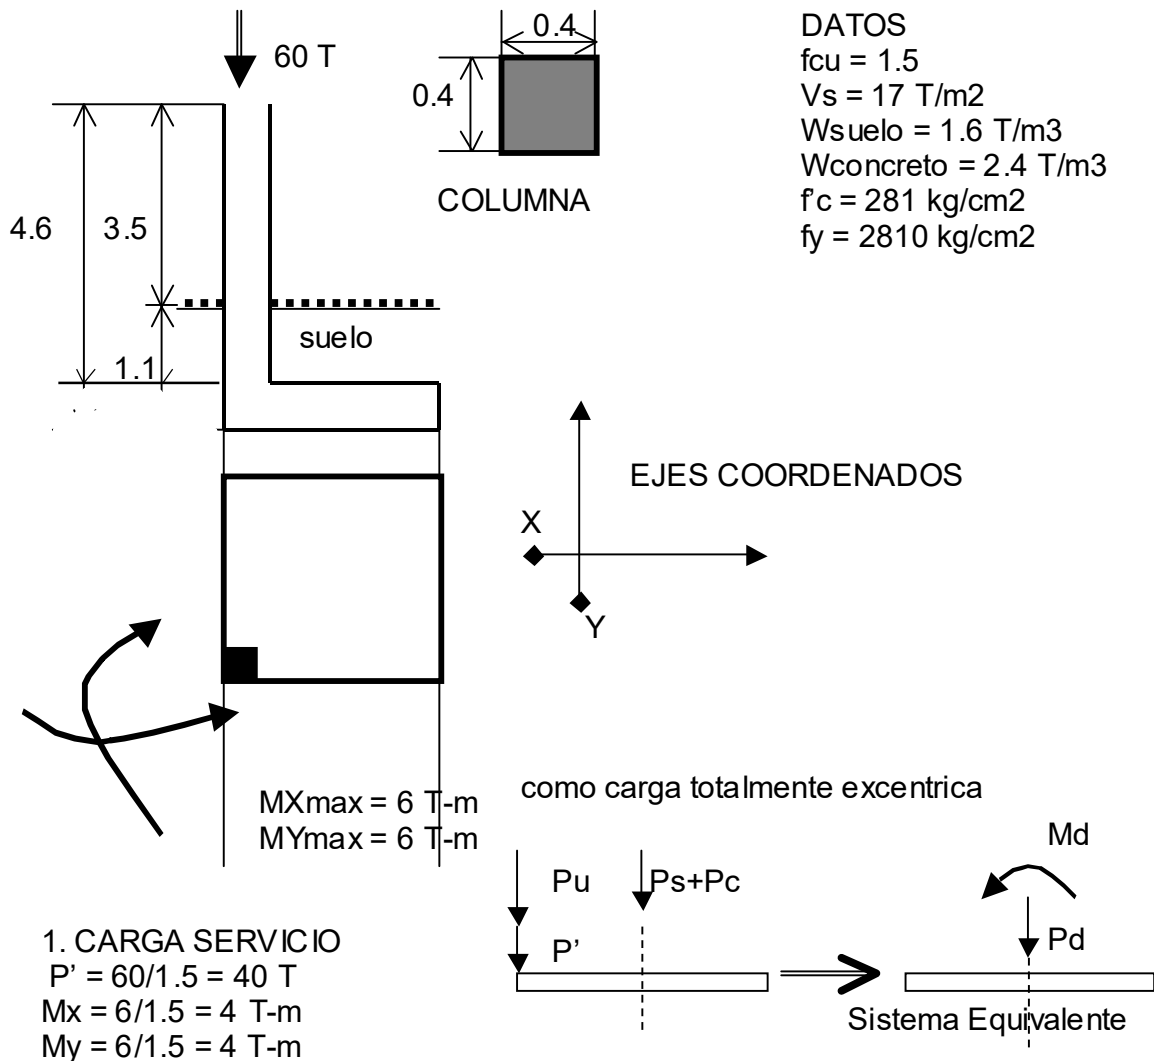 60 T
0.4
0.4
COLUMNA
DATOS
fcu = 1.5
Vs = 17 T/m2
Wsuelo = 1.6 T/m3
Wconcreto = 2.4 T/m3
f'c = 281 kg/cm2
fy = 2810 kg/cm2
4.6
3.5
suelo
1.1
EJES COORDENADOS
X
Y
MXmax = 6 T-m
MYmax = 6 T-m
como carga totalmente excentrica
Pu
Ps+Pc
P’
Md
Pd
Sistema Equivalente
1. CARGA SERVICIO
P’ = 60/1.5 = 40 T
Mx = 6/1.5 = 4 T-m
My = 6/1.5 = 4 T-m